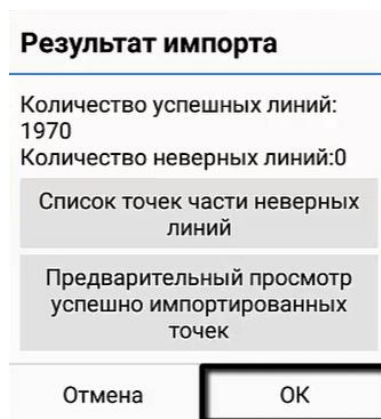 Результат импорта
Количество успешных линий:
1970
Количество неверных линий:0
Список точек части неверных
линий
Предварительный просмотр
успешно импортированных
точек
Отмена
ОК